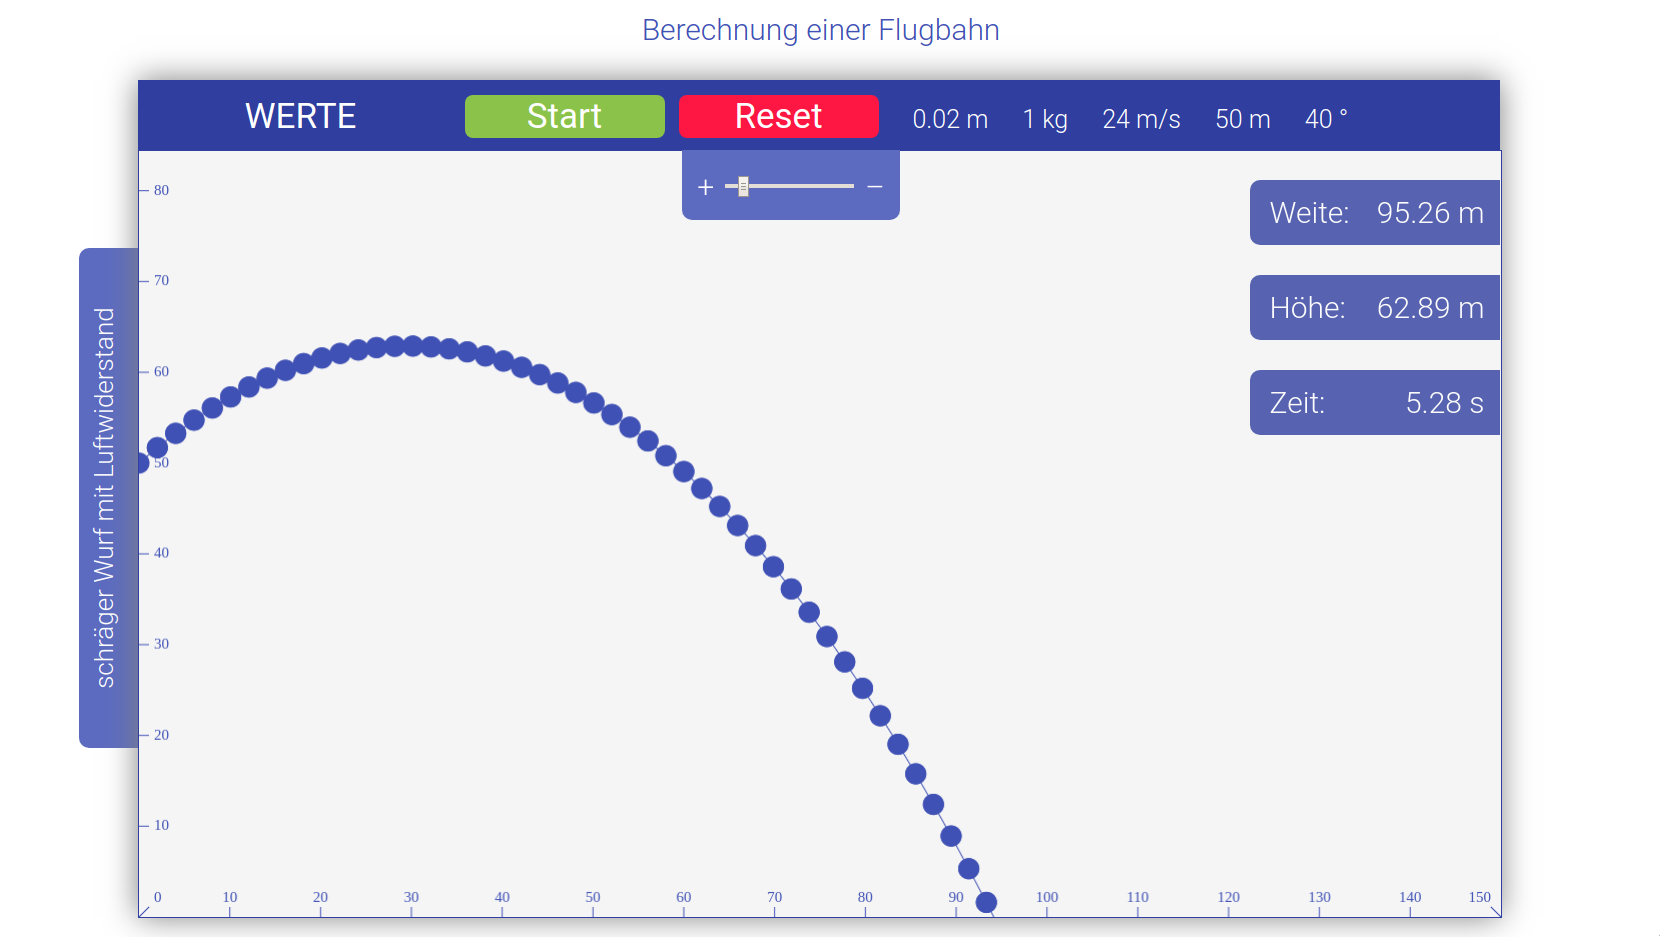 Berechnung einer Flugbahn
WERTE Start Reset 0.02 m 1 kg 24 m/s 50 m 40 °
+ −
Weite: 95.26 m
Höhe: 62.89 m
Zeit: 5.28 s
schräger Wurf mit Luftwiderstand
80
70
60
50
40
30
20
10
0 10 20 30 40 50 60 70 80 90 100 110 120 130 140 150